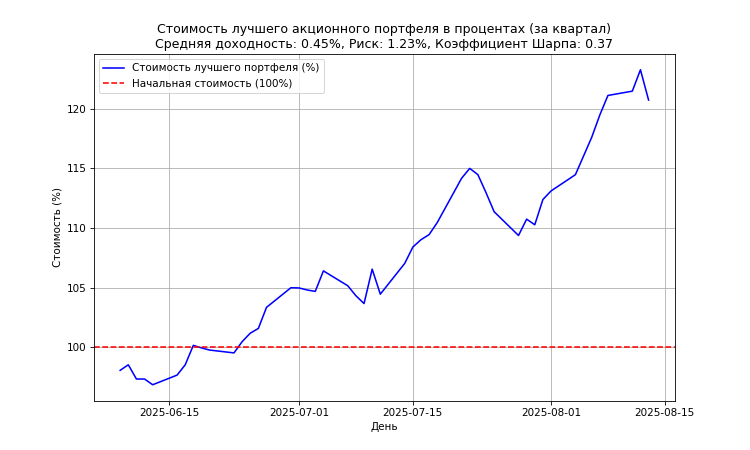 Стоимость лучшего акционного портфеля в процентах (за квартал)
Средняя доходность: 0.45%, Риск: 1.23%, Коэффициент Шарпа: 0.37
Стоимость лучшего портфеля (%)
Начальная стоимость (100%)
Стоимость (%)
120
115
110
105
100
2025-06-15
2025-07-01
2025-07-15
2025-08-01
2025-08-15
День